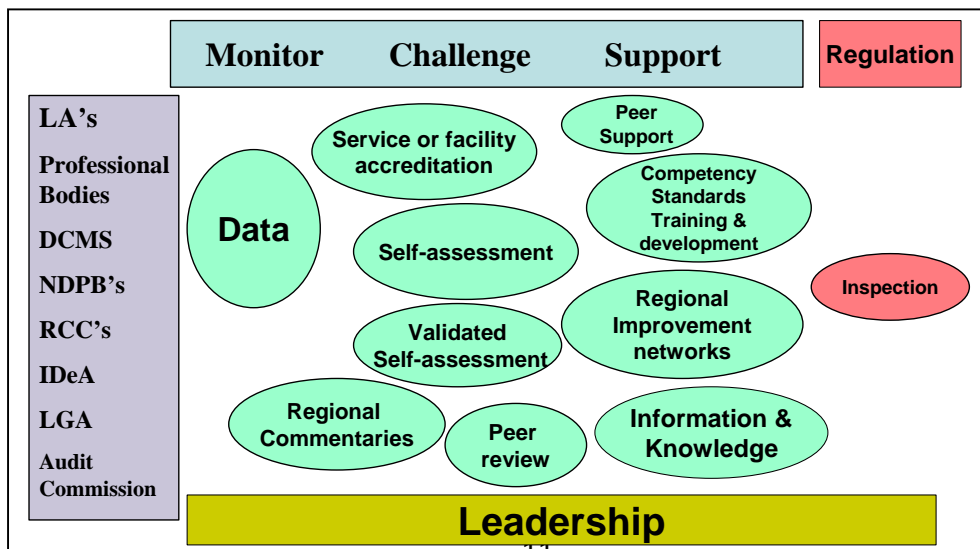 Monitor Challenge Support
Regulation
LA's
Professional
Bodies
DCMS
NDPB's
RCC's
IDeA
LGA
Audit
Commission
Data
Service or facility
accreditation
Self-assessment
Validated
Self-assessment
Regional
Commentaries
Peer
review
Peer
Support
Competency
Standards
Training &
development
Regional
Improvement
networks
Information &
Knowledge
Inspection
Leadership